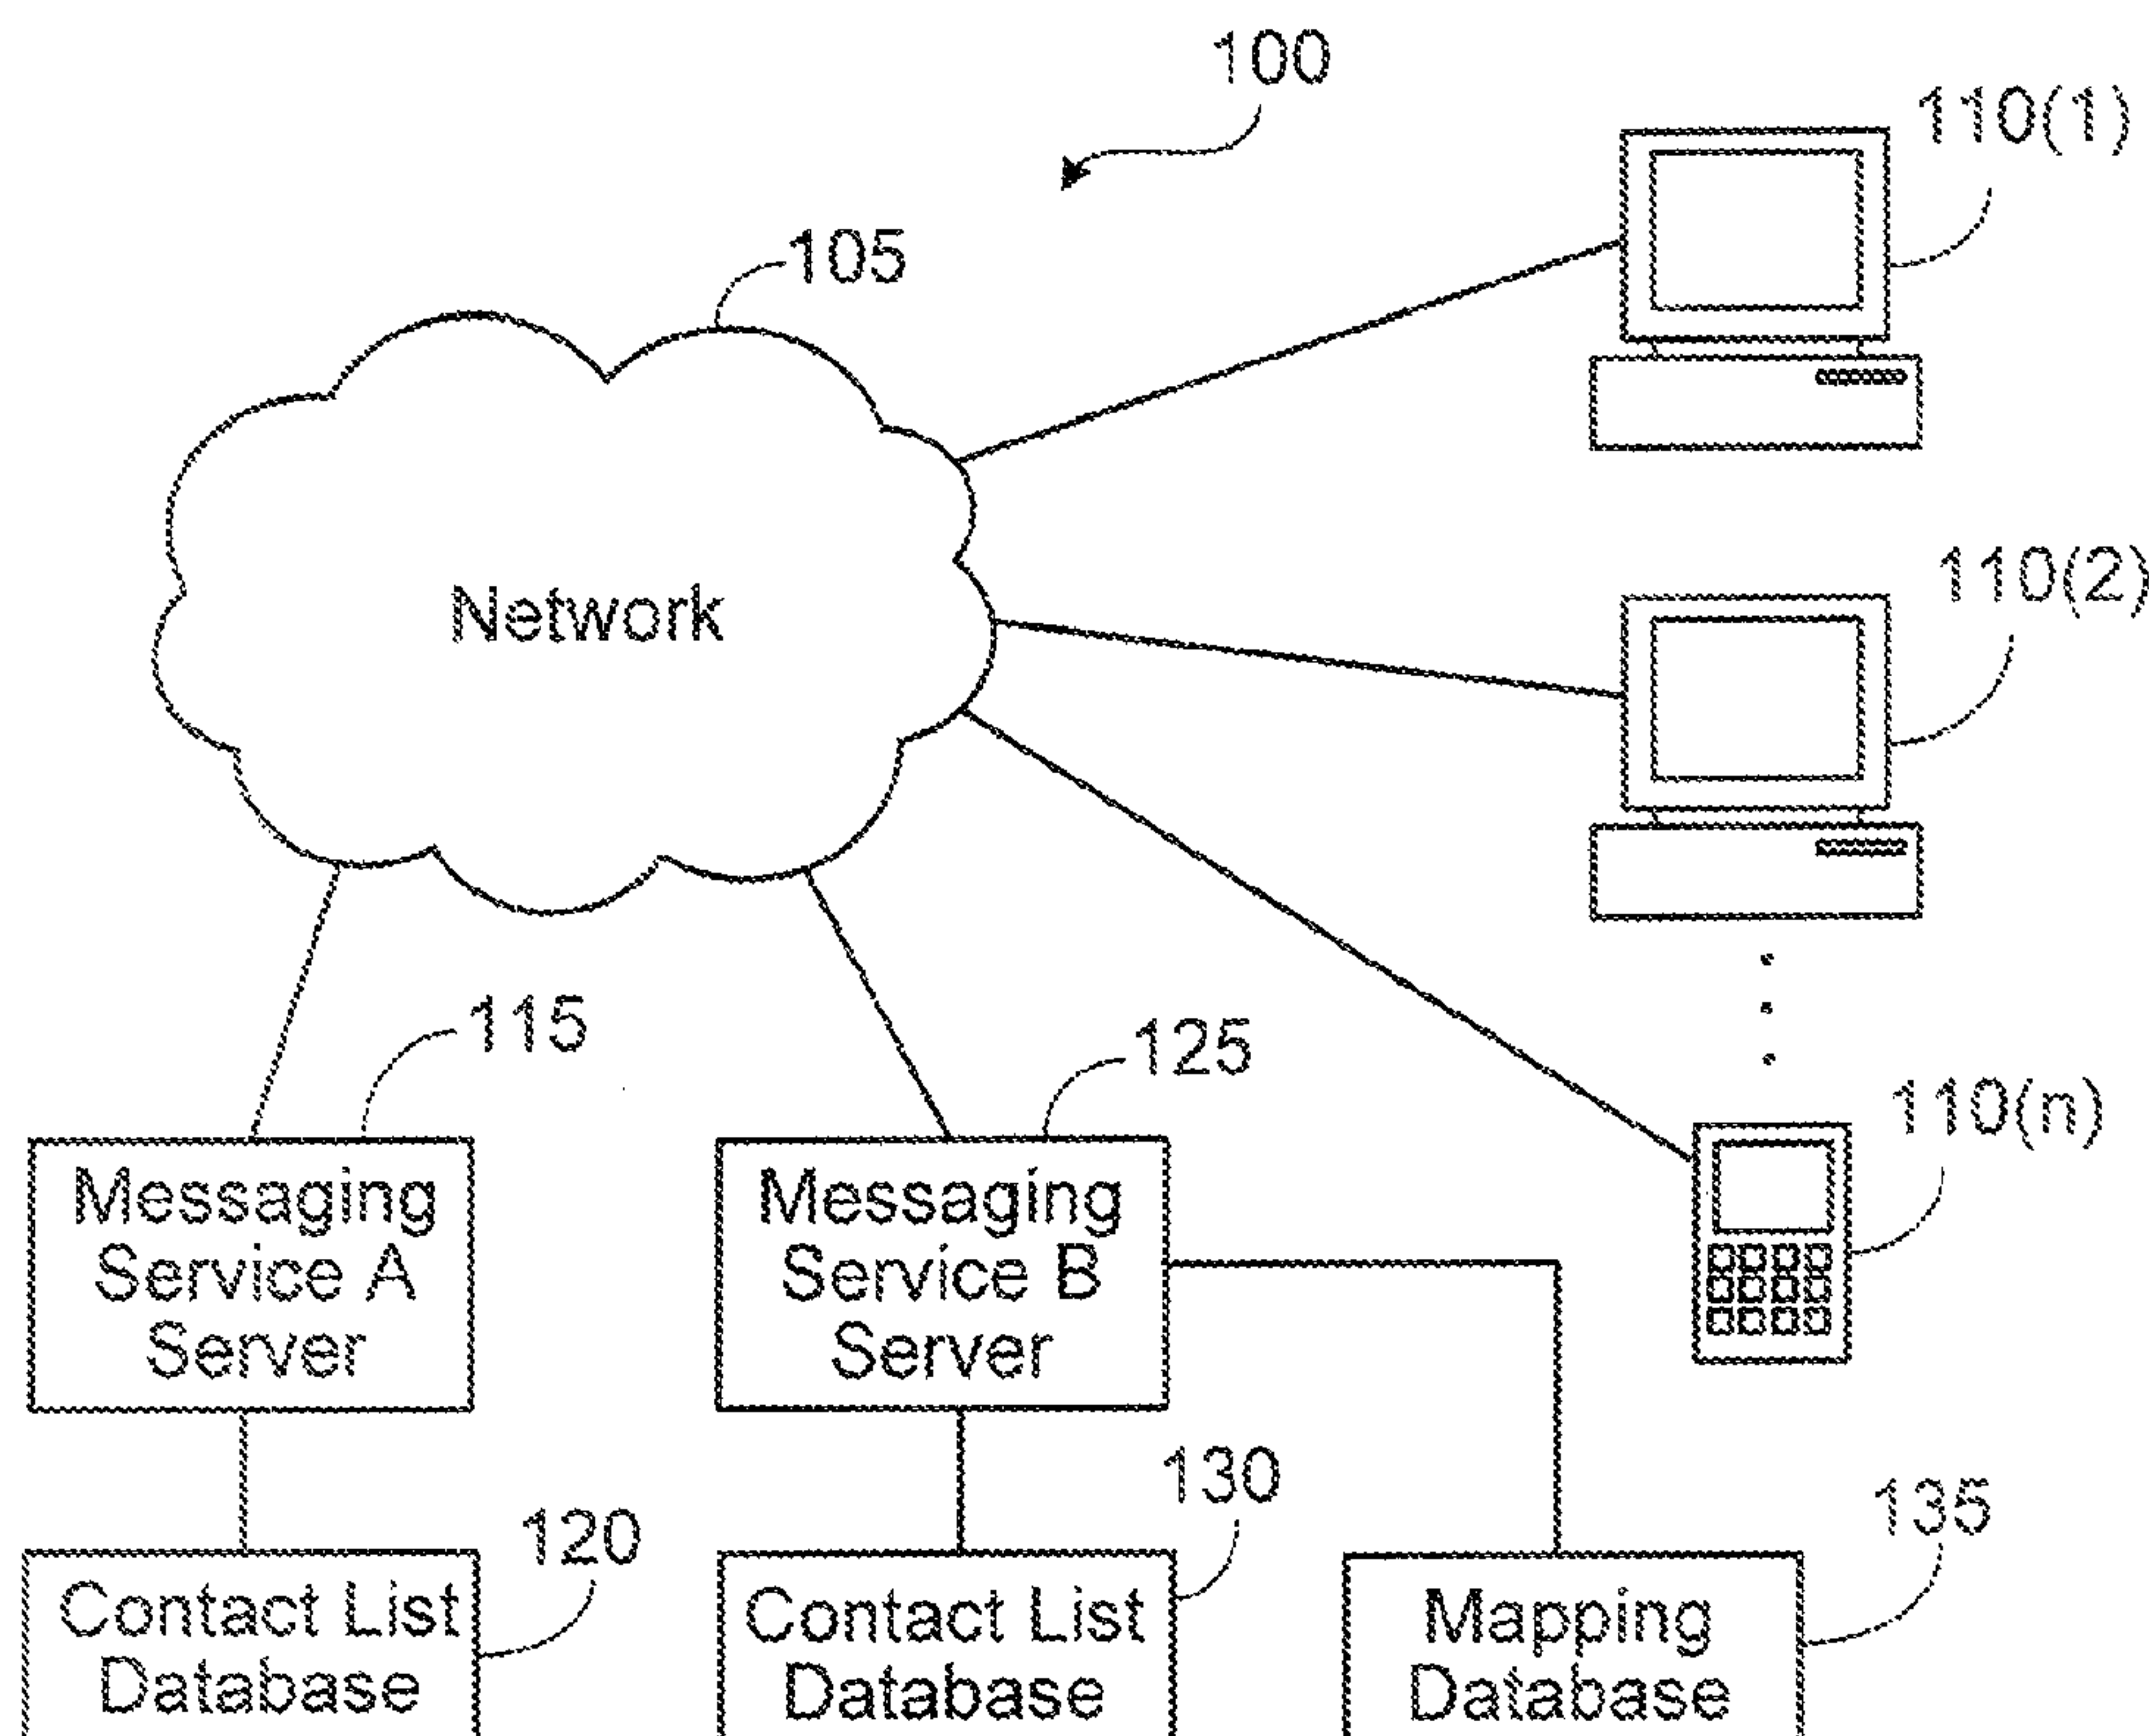 100
110(1)
105
Network
110(2)
115
125
110(n)
Messaging
Service A
Server
Messaging
Service B
Server
120
130
135
Contact List
Database
Contact List
Database
Mapping
Database